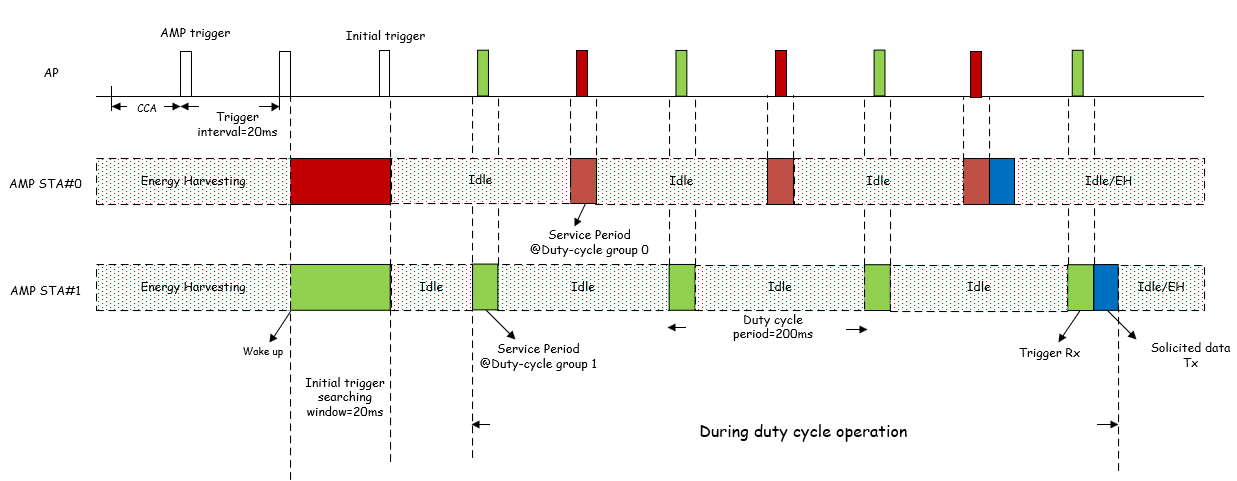 AMP trigger
Initial trigger
AP
CCA
Trigger
interval=20ms
AMP STA#0
Energy Harvesting
Idle
Idle
Idle
Idle/EH
Service Period
@Duty-cycle group 0
AMP STA#1
Energy Harvesting
Idle
Idle
Idle
Idle
Idle/EH
Wake up
Service Period
@Duty-cycle group 1
Duty cycle
period=200ms
Trigger Rx
Solicited data
Tx
Initial trigger
searching
window=20ms
During duty cycle operation